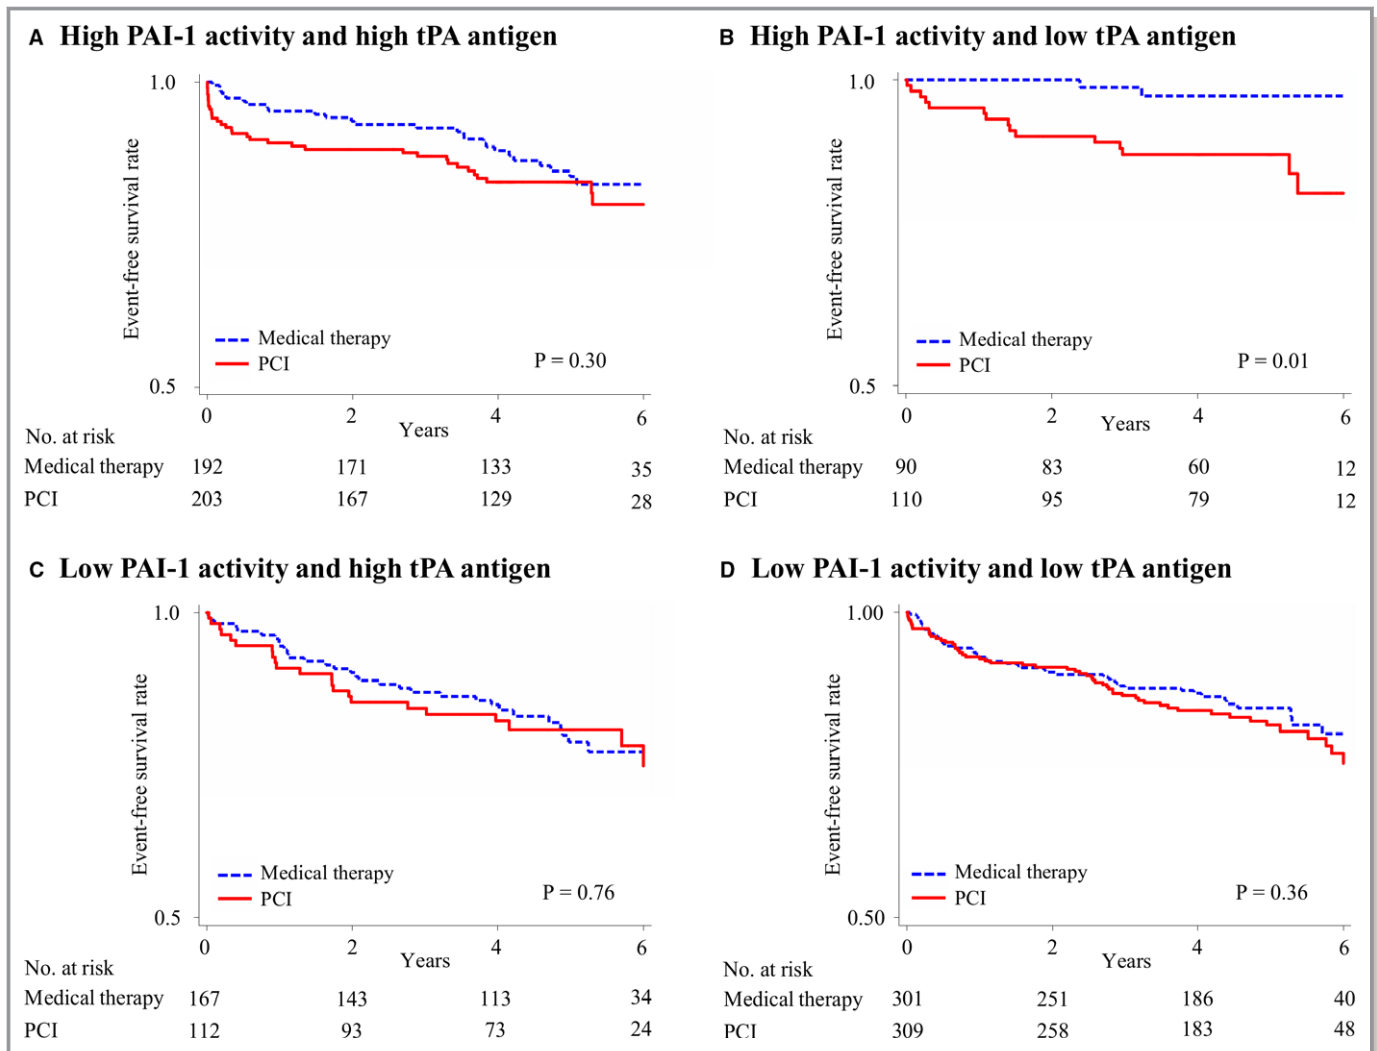 A High PAI-1 activity and high tPA antigen
1.0
0.5
Event-free survival rate
Medical therapy
PCI
P = 0.30
0 2 4 6
Years
No. at risk
Medical therapy 192 171 133 35
PCI 203 167 129 28
B High PAI-1 activity and low tPA antigen
1.0
0.5
Event-free survival rate
Medical therapy
PCI
P = 0.01
0 2 4 6
Years
No. at risk
Medical therapy 90 83 60 12
PCI 110 95 79 12
C Low PAI-1 activity and high tPA antigen
1.0
0.5
Event-free survival rate
Medical therapy
PCI
P = 0.76
0 2 4 6
Years
No. at risk
Medical therapy 167 143 113 34
PCI 112 93 73 24
D Low PAI-1 activity and low tPA antigen
1.00
0.50
Event-free survival rate
Medical therapy
PCI
P = 0.36
0 2 4 6
Years
No. at risk
Medical therapy 301 251 186 40
PCI 309 258 183 48